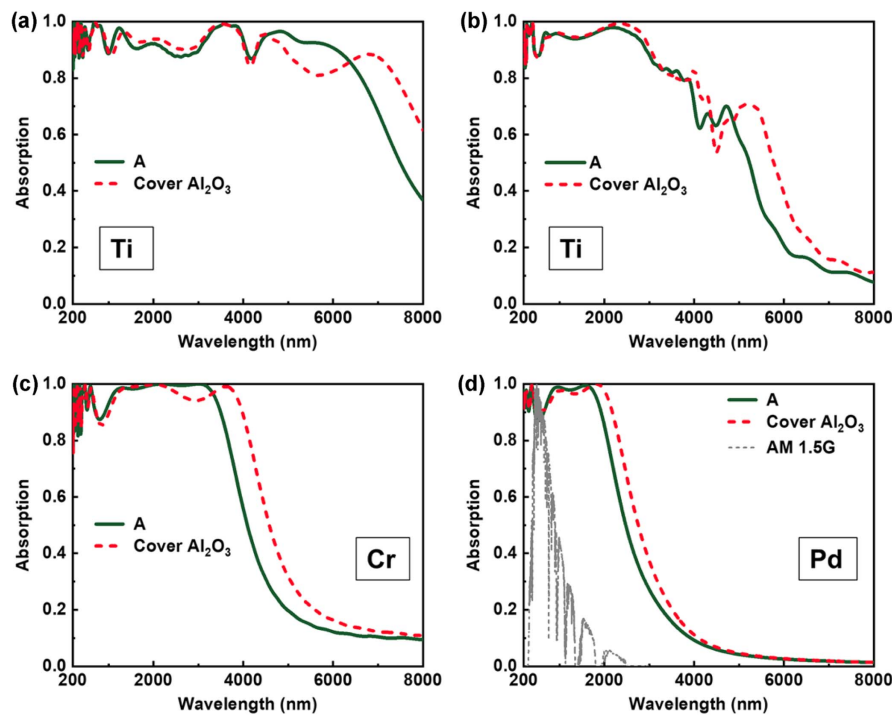 (a)
1.0
0.8
0.6
0.4
0.2
0.0
Absorption
A
Cover Al₂O₃
Ti
200 2000 4000 6000 8000
Wavelength (nm)
(b)
1.0
0.8
0.6
0.4
0.2
0.0
Absorption
A
Cover Al₂O₃
Ti
200 2000 4000 6000 8000
Wavelength (nm)
(c)
1.0
0.8
0.6
0.4
0.2
0.0
Absorption
A
Cover Al₂O₃
Cr
200 2000 4000 6000 8000
Wavelength (nm)
(d)
1.0
0.8
0.6
0.4
0.2
0.0
Absorption
A
Cover Al₂O₃
AM 1.5G
Pd
200 2000 4000 6000 8000
Wavelength (nm)